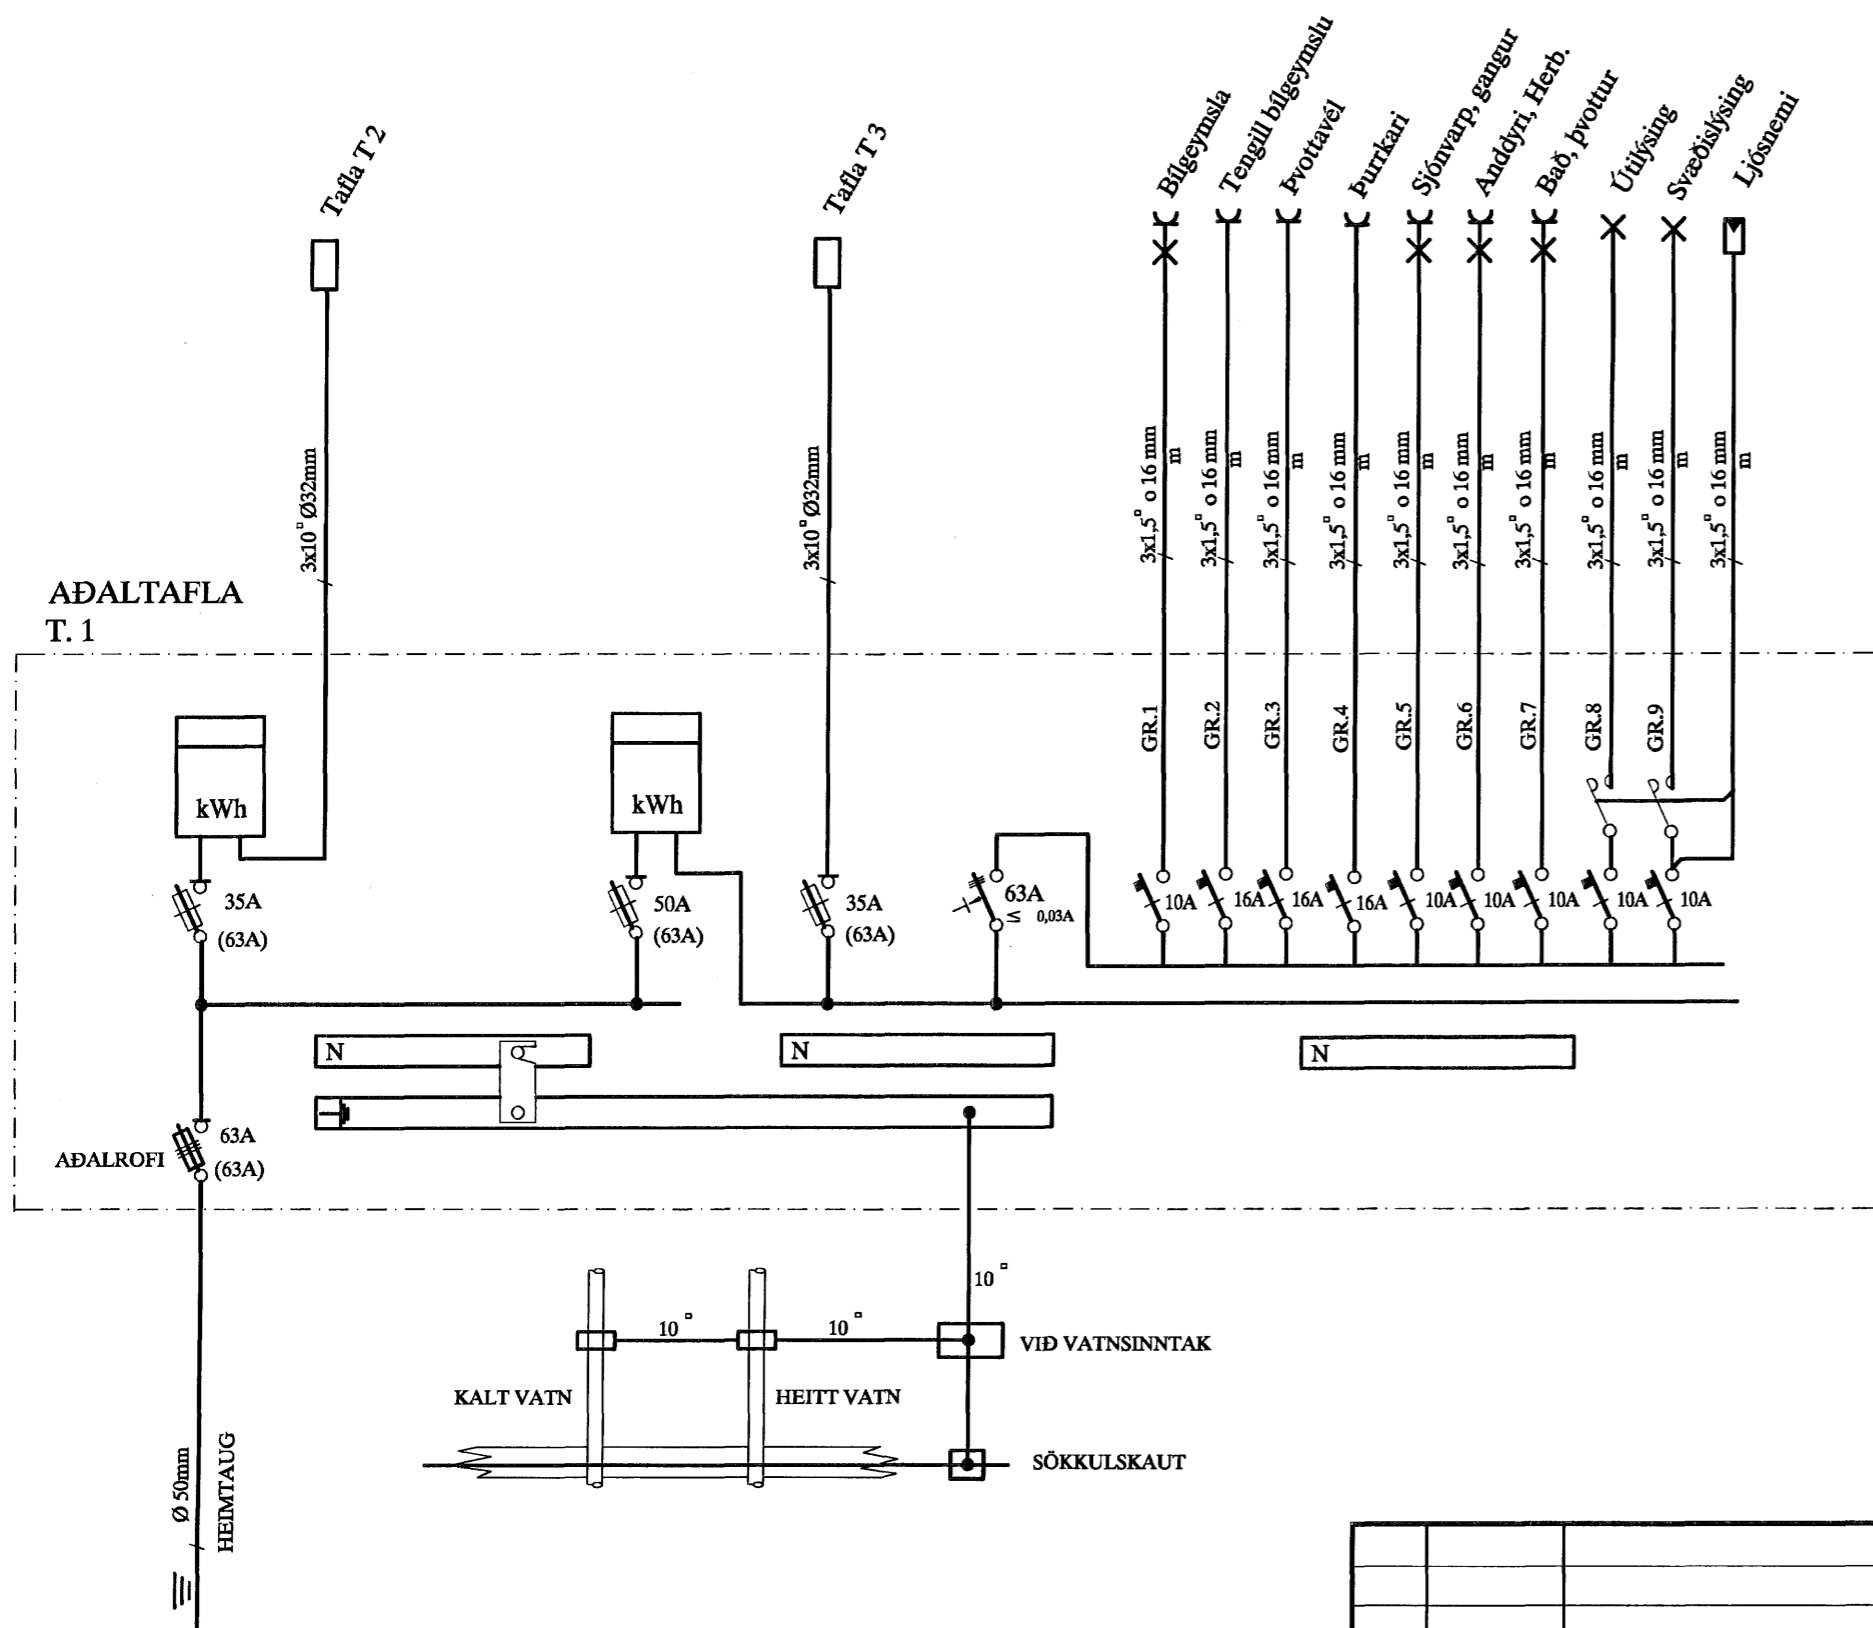 Tafla T 2
Tafla T 3
Bílgeymsla
Tengill bílgeymslu
Þvottavél
Þurrkari
Sjónvarp, gangur
Anddyri, Herb.
Bað, þvottur
Útilýsing
Svæðislýsing
Ljósnemi
3x10▫ Ø32mm
3x10▫ Ø32mm
3x1,5▫ o 16 mm
m
3x1,5▫ o 16 mm
m
3x1,5▫ o 16 mm
m
3x1,5▫ o 16 mm
m
3x1,5▫ o 16 mm
m
3x1,5▫ o 16 mm
m
3x1,5▫ o 16 mm
m
3x1,5▫ o 16 mm
m
3x1,5▫ o 16 mm
m
3x1,5▫ o 16 mm
m
AÐALTAFLA
T. 1
GR.1
GR.2
GR.3
GR.4
GR.5
GR.6
GR.7
GR.8
GR.9
kWh
kWh
35A
(63A)
50A
(63A)
35A
(63A)
63A
≤ 0,03A
10A
16A
16A
16A
10A
10A
10A
10A
10A
N
N
N
63A
(63A)
AÐALROFI
10▫
10▫
10▫
VIÐ VATNSINNTAK
KALT VATN
HEITT VATN
SÖKKULSKAUT
Ø 50mm
HEIMTAUG